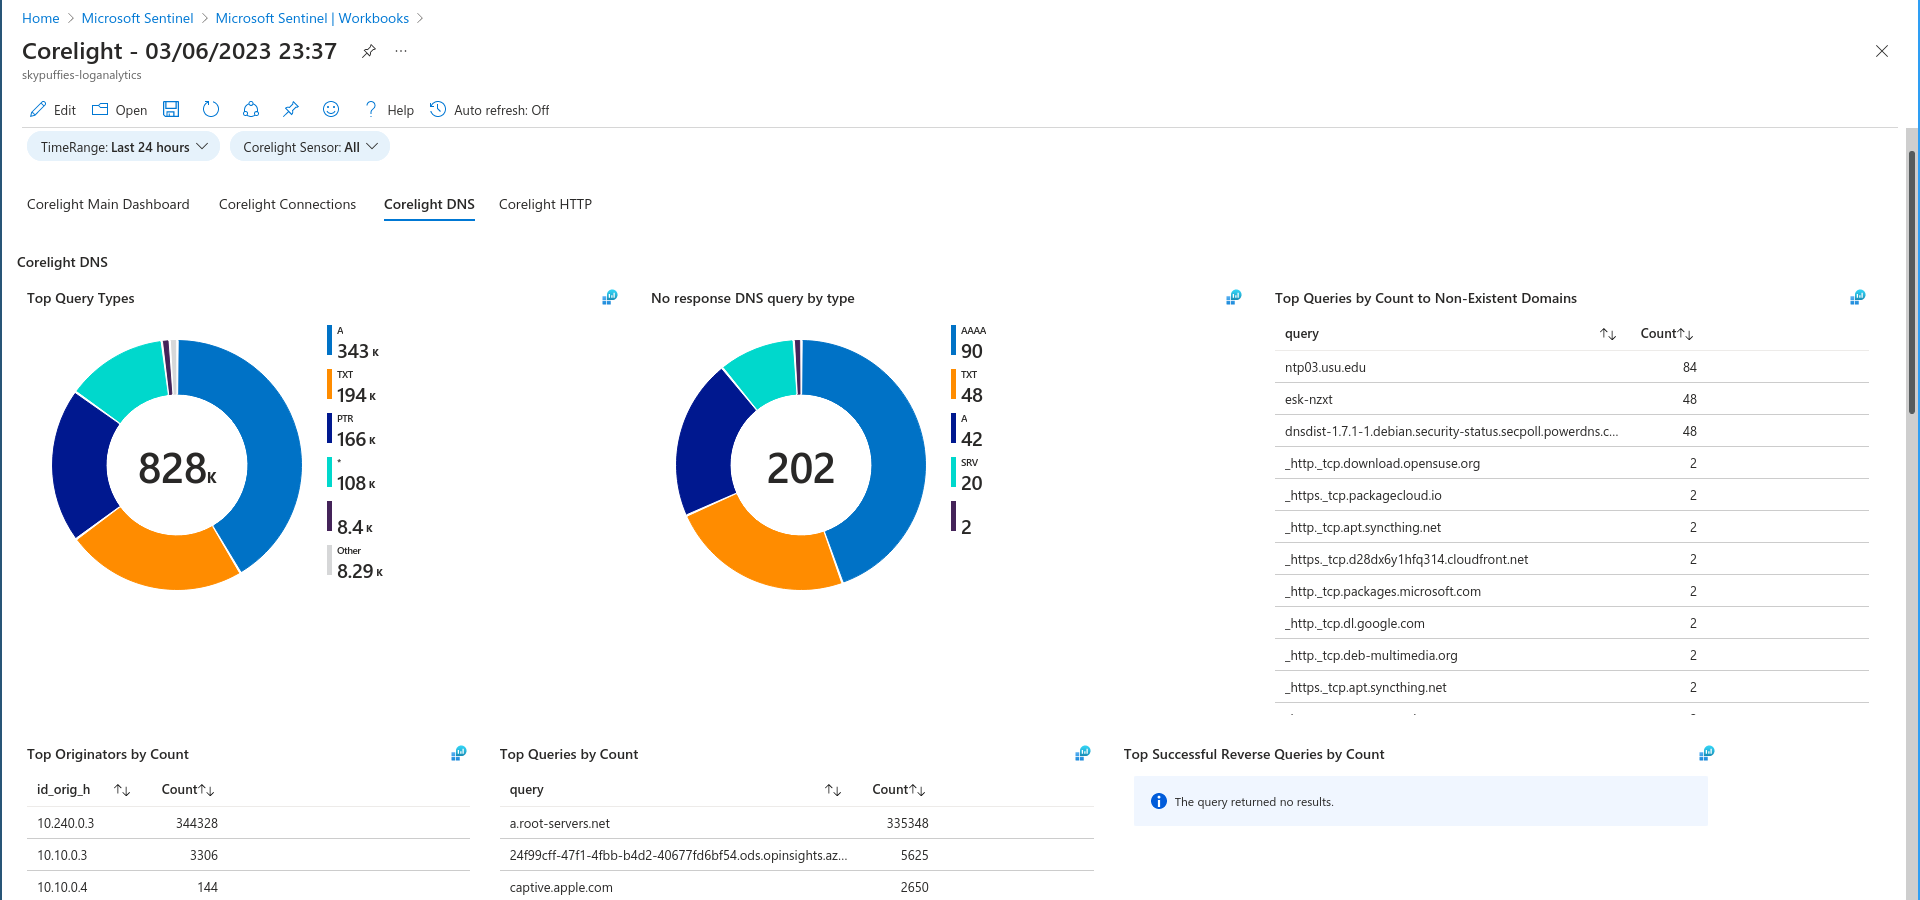 Home > Microsoft Sentinel > Microsoft Sentinel | Workbooks >
Corelight - 03/06/2023 23:37 ...
skypuffies-loganalytics
Edit Open Help Auto refresh: Off
TimeRange: Last 24 hours Corelight Sensor: All
Corelight Main Dashboard Corelight Connections Corelight DNS Corelight HTTP
Corelight DNS
Top Query Types
A
343 K
TXT
194 K
PTR
166 K
*
108 K
8.4 K
Other
8.29 K
828K
No response DNS query by type
AAAA
90
TXT
48
A
42
SRV
20
2
202
Top Queries by Count to Non-Existent Domains
query ↑↓ Count↑↓
ntp03.usu.edu 84
esk-nzxt 48
dnsdist-1.7.1-1.debian.security-status.secpoll.powerdns.c... 48
_http._tcp.download.opensuse.org 2
_https._tcp.packagecloud.io 2
_http._tcp.apt.syncthing.net 2
_https._tcp.d28dx6y1hfq314.cloudfront.net 2
_http._tcp.packages.microsoft.com 2
_http._tcp.dl.google.com 2
_http._tcp.deb-multimedia.org 2
_https._tcp.apt.syncthing.net 2
Top Originators by Count
id_orig_h ↑↓ Count↑↓
10.240.0.3 344328
10.10.0.3 3306
10.10.0.4 144
Top Queries by Count
query ↑↓ Count↑↓
a.root-servers.net 335348
24f99cff-47f1-4fbb-b4d2-40677fd6bf54.ods.opinsights.az... 5625
captive.apple.com 2650
Top Successful Reverse Queries by Count
The query returned no results.